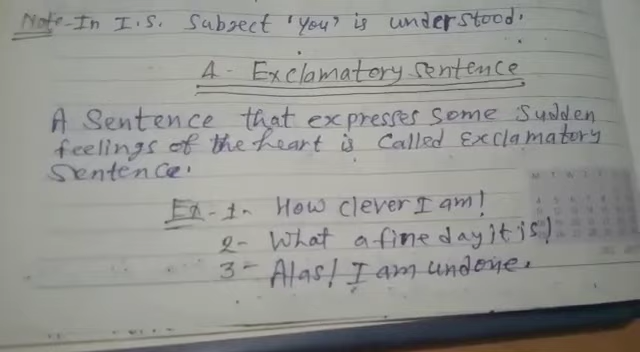 Note- In I.S. Subject 'you' is understood.
4 - Exclamatory sentence
A Sentence that expresses some sudden
feelings of the heart is called Exclamatory
Sentence.
Ex - 1- How clever I am!
2 - What a fine day it is!
3 - Alas! I am undone.